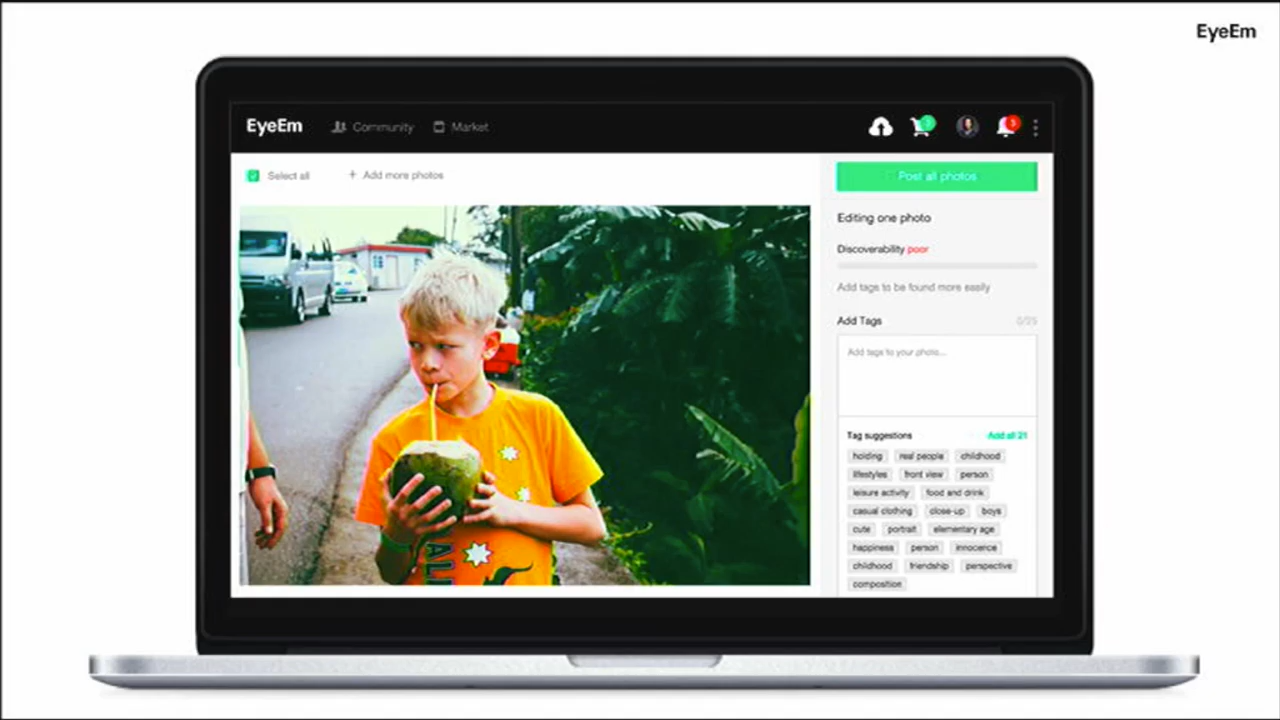 EyeEm
EyeEm Community Market 3
Select all + Add more photos
Post all photos
Editing one photo
Discoverability poor
Add tags to be found more easily
Add Tags 0/25
Add tags to your photo...
Tag suggestions Add all 21
holding real people childhood
lifestyles front view person
leisure activity food and drink
casual clothing close-up boys
cute portrait elementary age
happiness person innocence
childhood friendship perspective
composition
AL